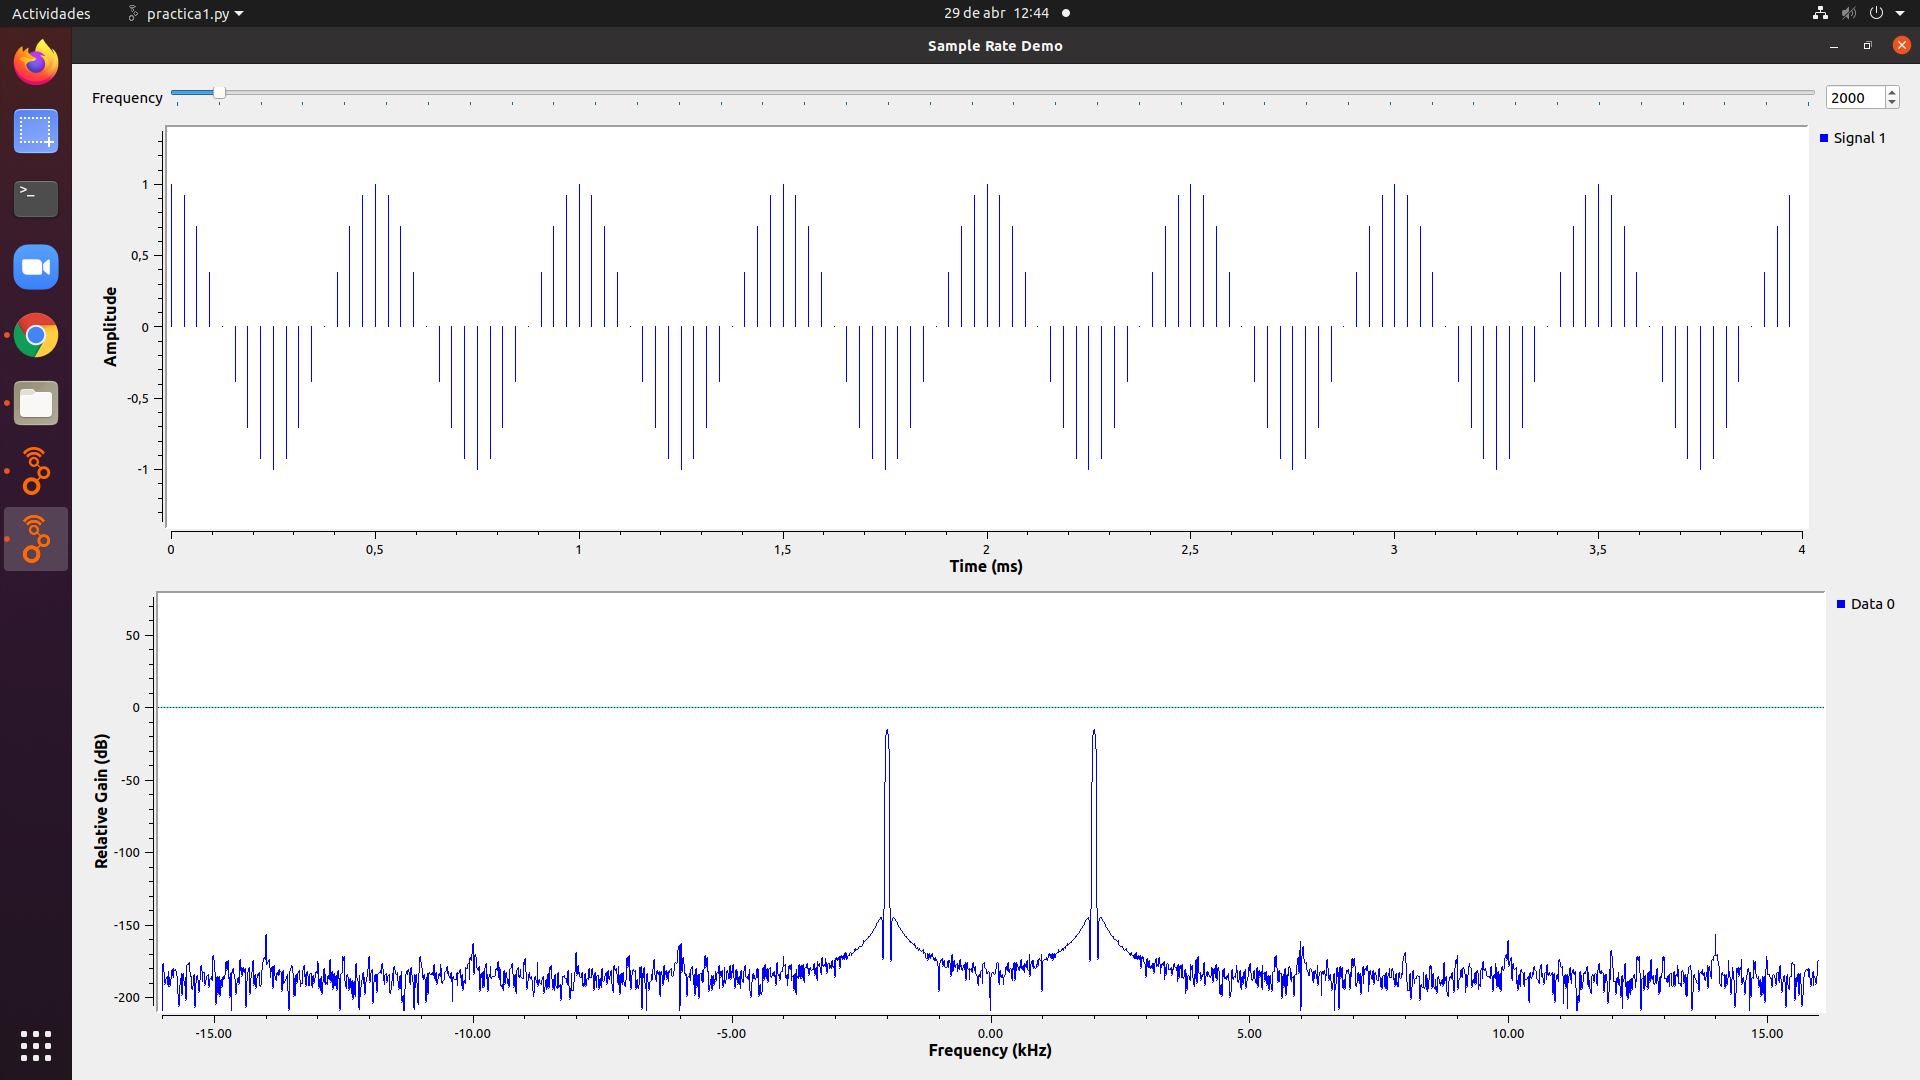 Actividades practica1.py 29 de abr 12:44
Sample Rate Demo
Frequency 2000
Signal 1
1
0,5
0
-0,5
-1
Amplitude
0 0,5 1 1,5 2 2,5 3 3,5 4
Time (ms)
Data 0
50
0
-50
-100
-150
-200
Relative Gain (dB)
-15.00 -10.00 -5.00 0.00 5.00 10.00 15.00
Frequency (kHz)